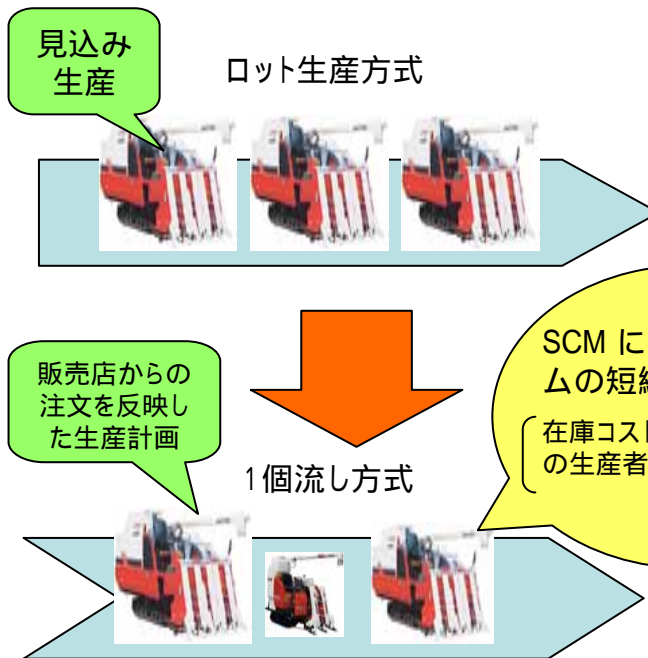 見込み
生産
ロット生産方式
販売店からの
注文を反映し
た生産計画
SCM に
ムの短
在庫コスト
の生産者
1個流し方式